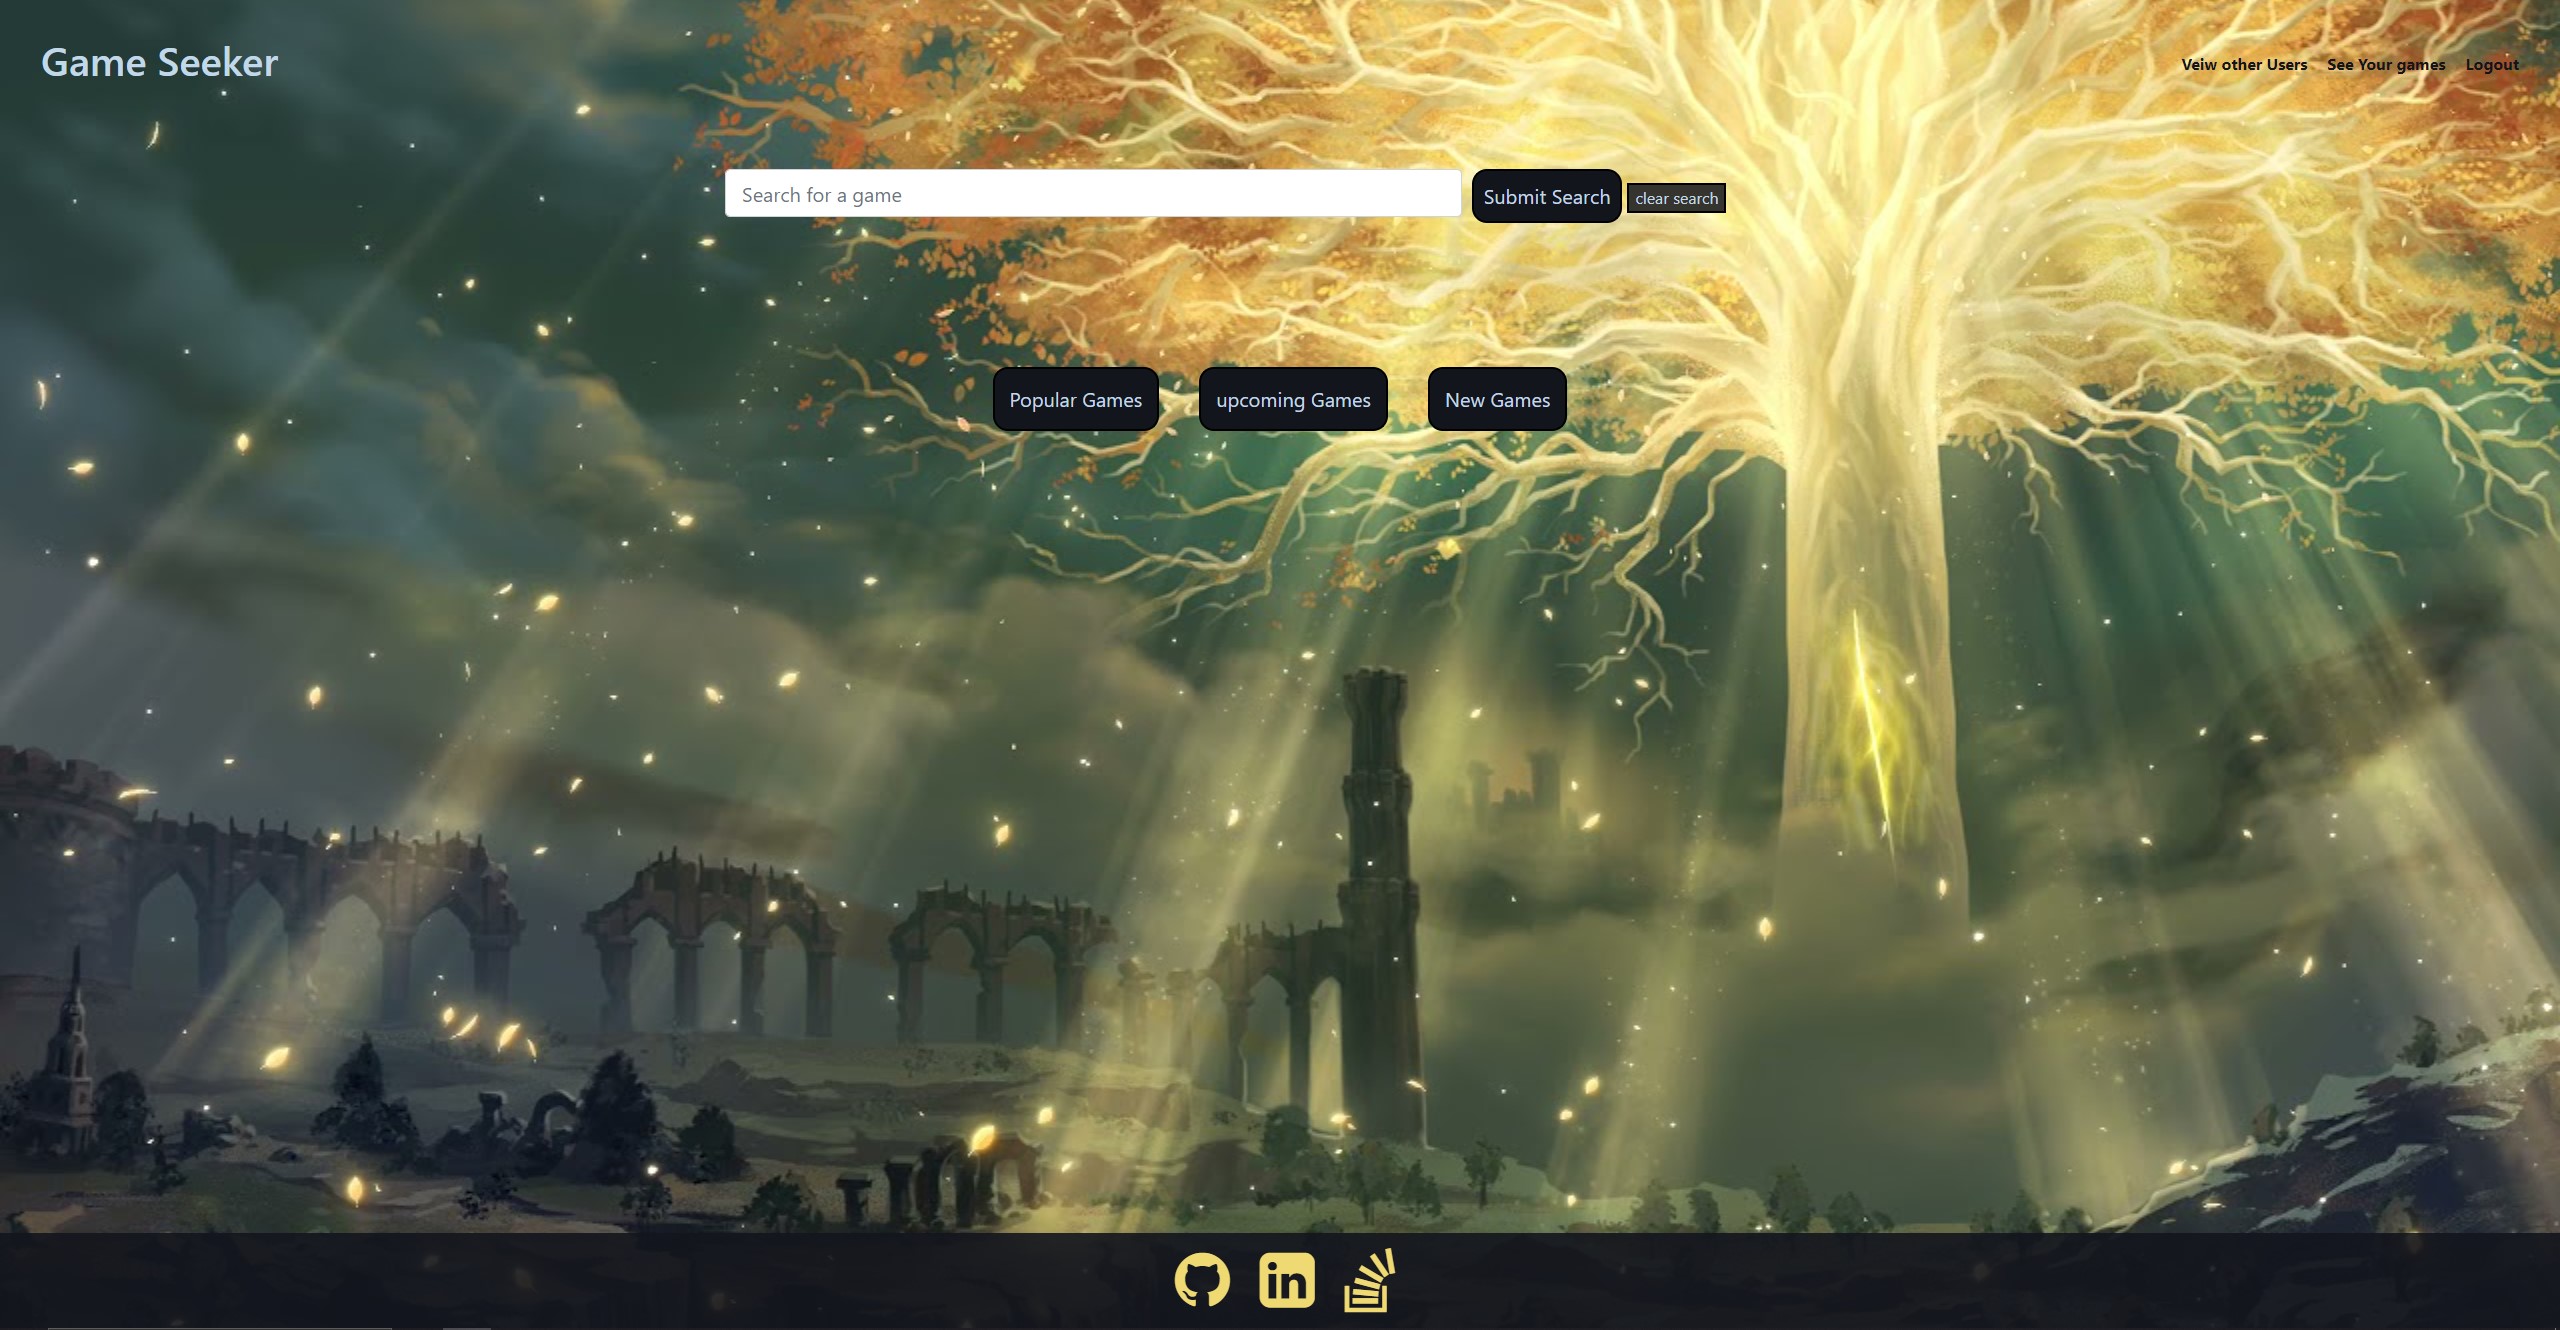 Game Seeker
Veiw other Users See Your games Logout
Search for a game Submit Search clear search
Popular Games upcoming Games New Games
in